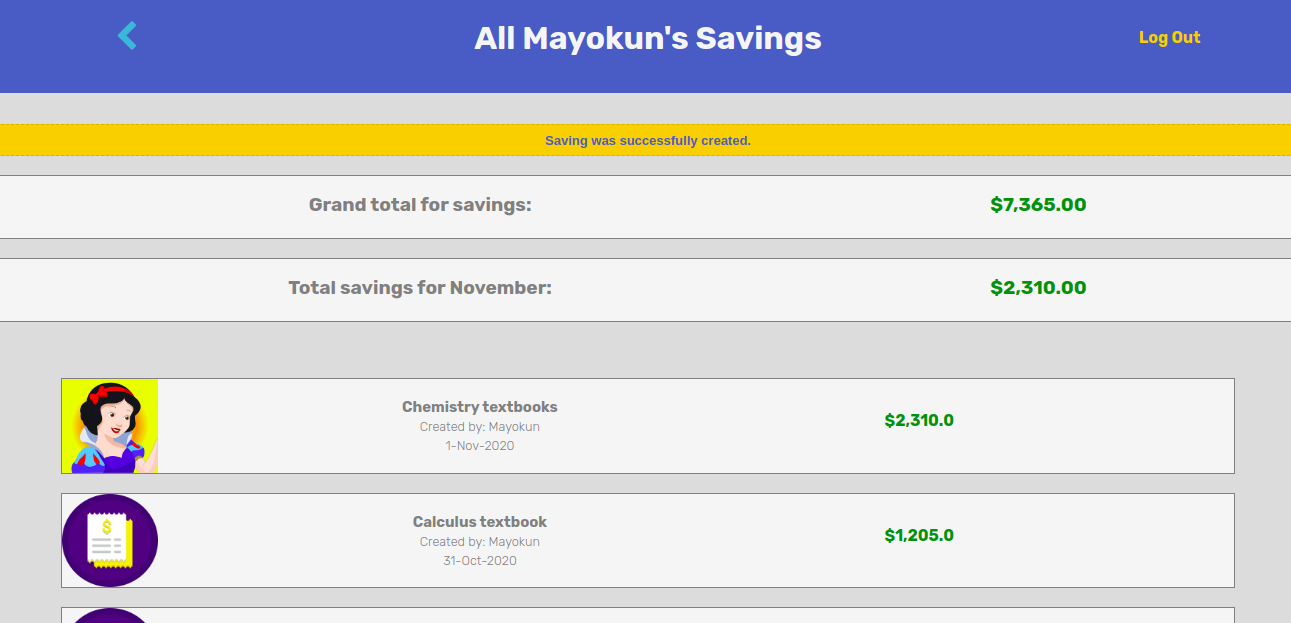 All Mayokun's Savings
Log Out
Saving was successfully created.
Grand total for savings:
$7,365.00
Total savings for November:
$2,310.00
Chemistry textbooks
Created by: Mayokun
1-Nov-2020
$2,310.0
$
Calculus textbook
Created by: Mayokun
31-Oct-2020
$1,205.0